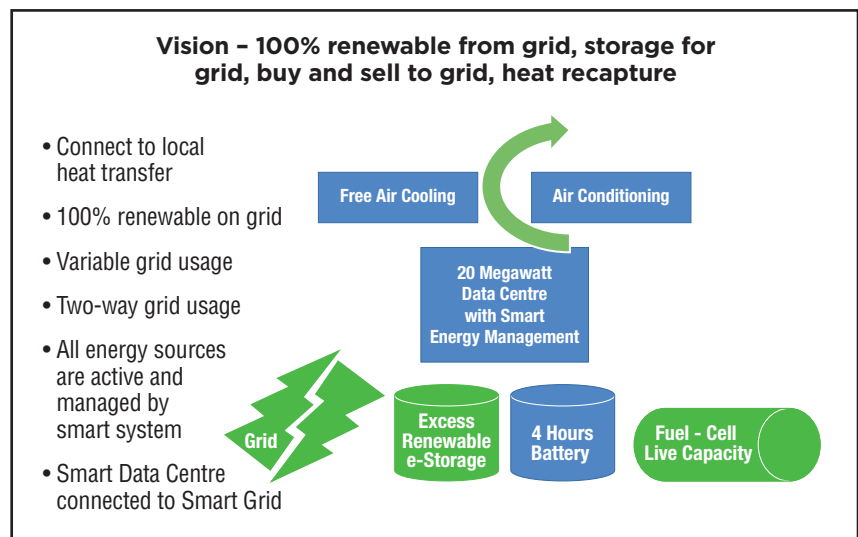 Vision – 100% renewable from grid, storage for
grid, buy and sell to grid, heat recapture
• Connect to local
heat transfer
• 100% renewable on grid
• Variable grid usage
• Two-way grid usage
• All energy sources
are active and
managed by
smart system
• Smart Data Centre
connected to Smart Grid
Free Air Cooling
Air Conditioning
20 Megawatt
Data Centre
with Smart
Energy Management
Grid
Excess
Renewable
e-Storage
4 Hours
Battery
Fuel - Cell
Live Capacity